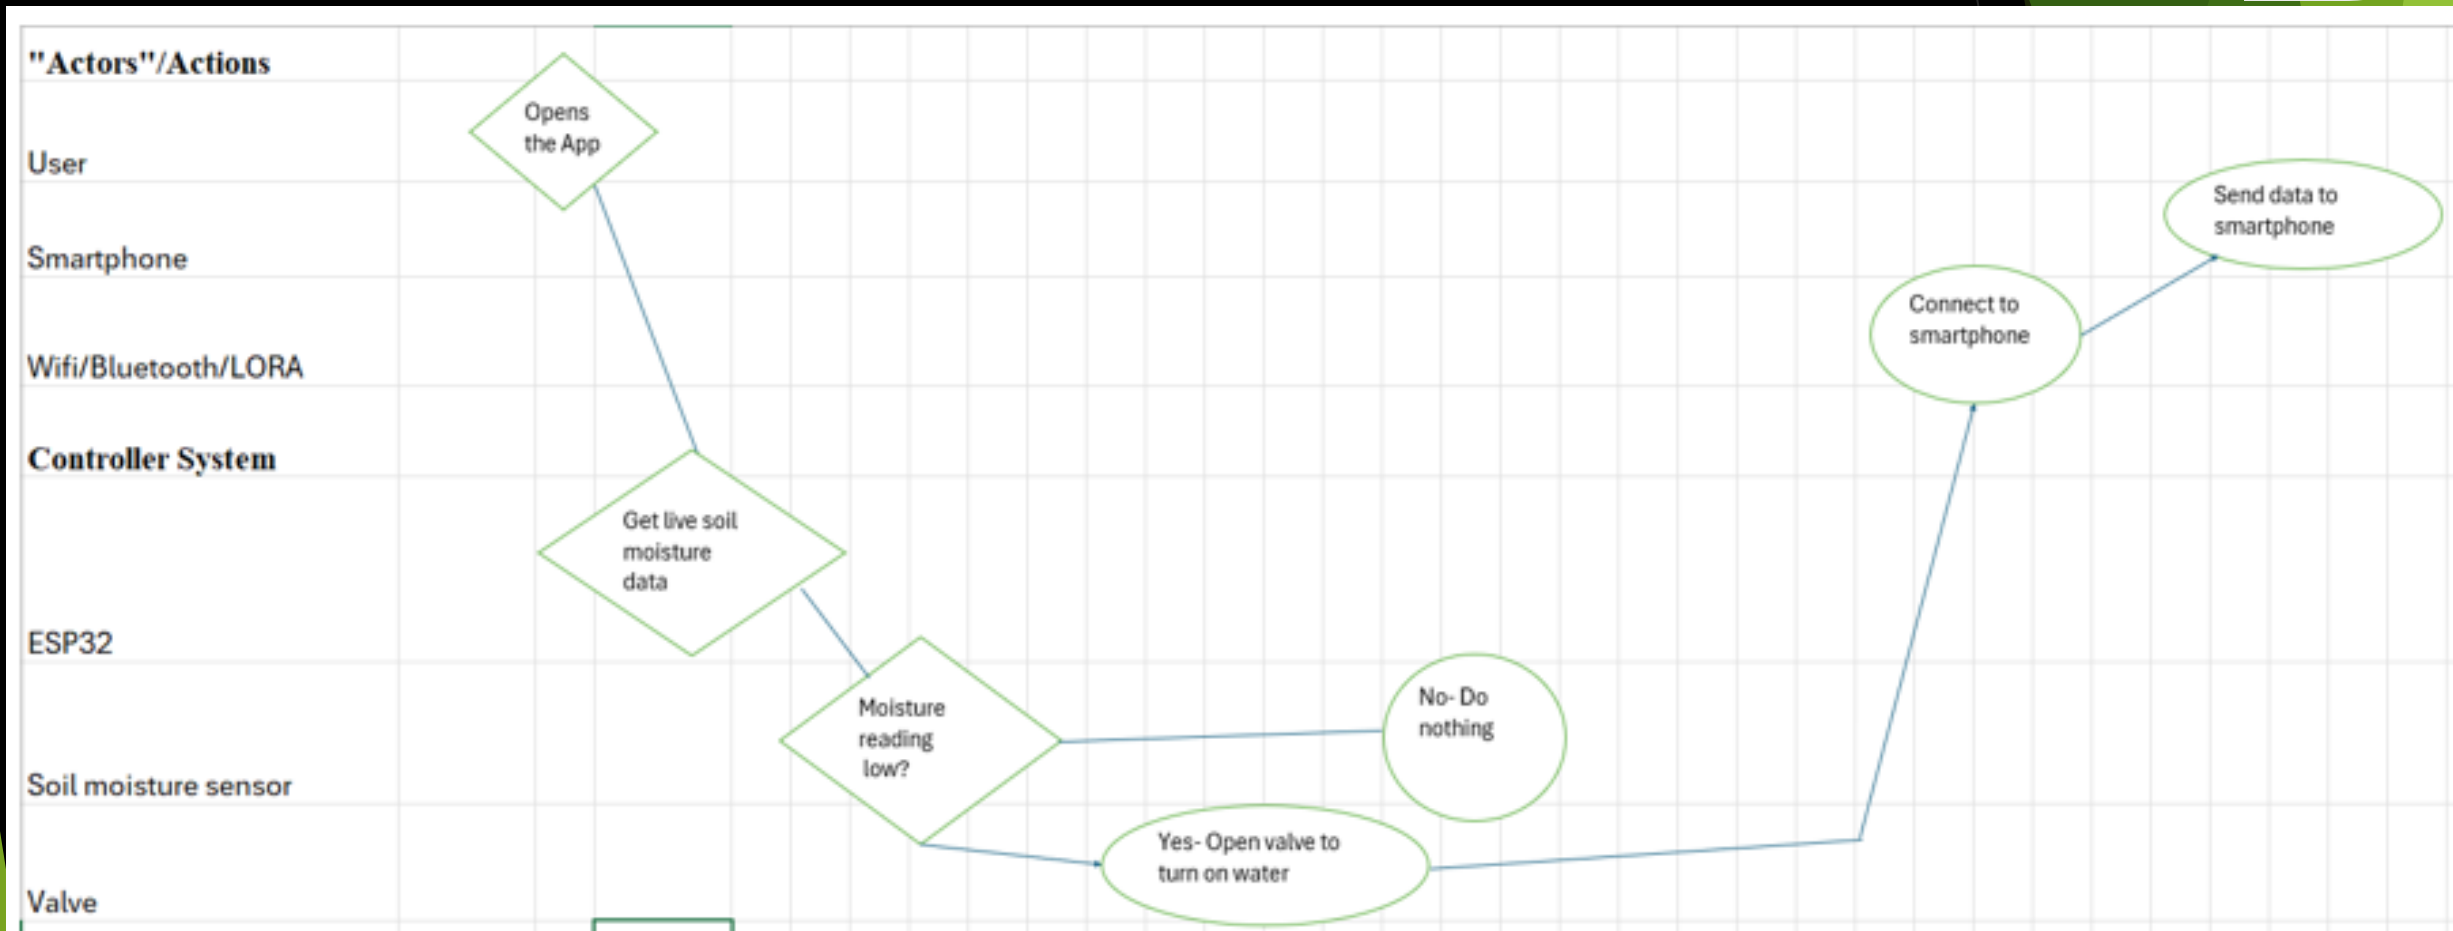 "Actors"/Actions
User
Smartphone
Wifi/Bluetooth/LORA
Controller System
ESP32
Soil moisture sensor
Valve
Opens
the App
Get live soil
moisture
data
Moisture
reading
low?
No- Do
nothing
Yes- Open valve to
turn on water
Connect to
smartphone
Send data to
smartphone